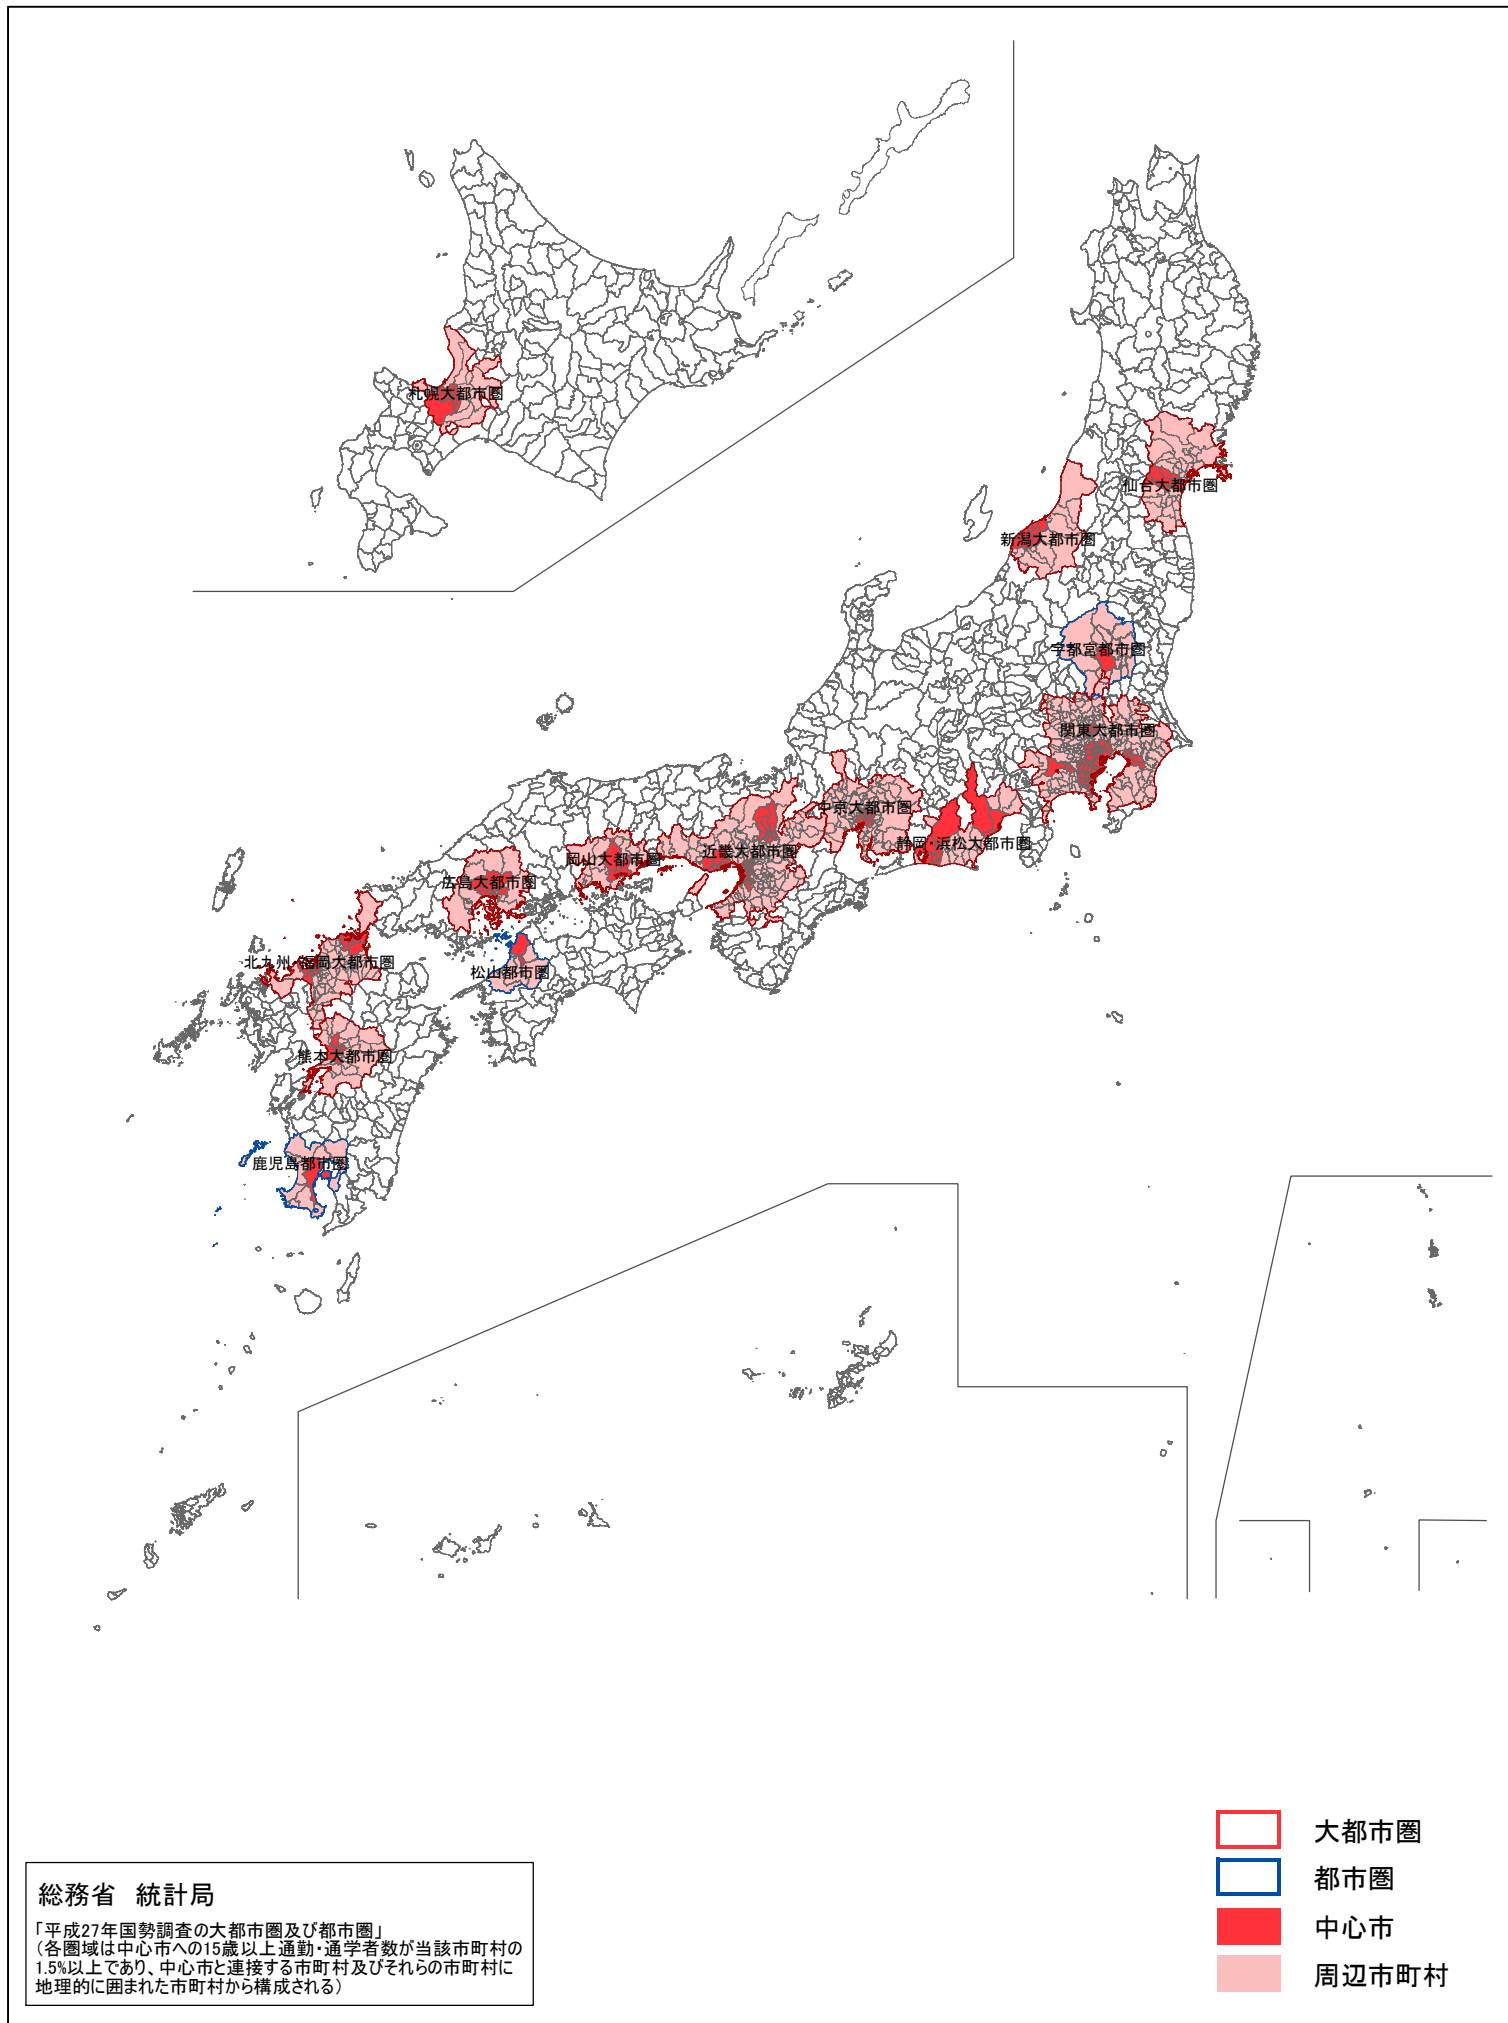 札幌大都市圏
仙台大都市圏
新潟大都市圏
宇都宮都市圏
関東大都市圏
中京大都市圏
静岡・浜松大都市圏
近畿大都市圏
岡山大都市圏
広島大都市圏
北九州・福岡大都市圏
松山都市圏
熊本大都市圏
鹿児島都市圏
大都市圏
都市圏
中心市
周辺市町村
総務省 統計局
「平成27年国勢調査の大都市圏及び都市圏」
(各圏域は中心市への15歳以上通勤・通学者数が当該市町村の
1.5%以上であり、中心市と連接する市町村及びそれらの市町村に
地理的に囲まれた市町村から構成される)